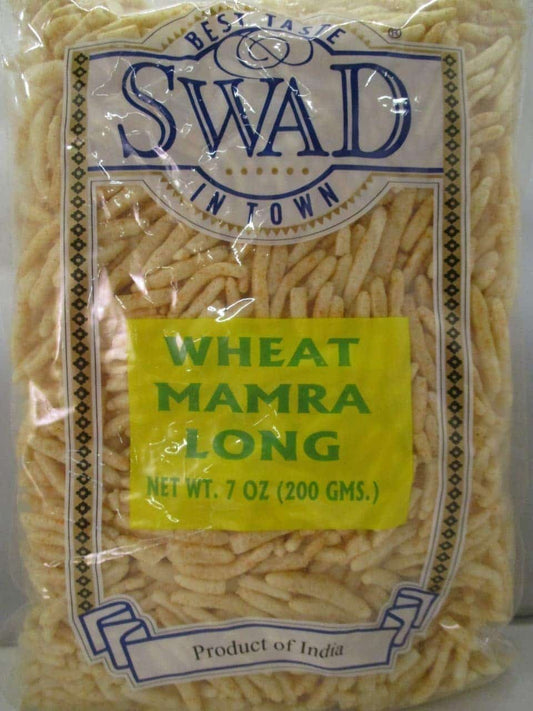 BEST TASTE
®
SWAD
IN TOWN
WHEAT
MAMRA
LONG
NET WT. 7 OZ (200 GMS.)
Product of India